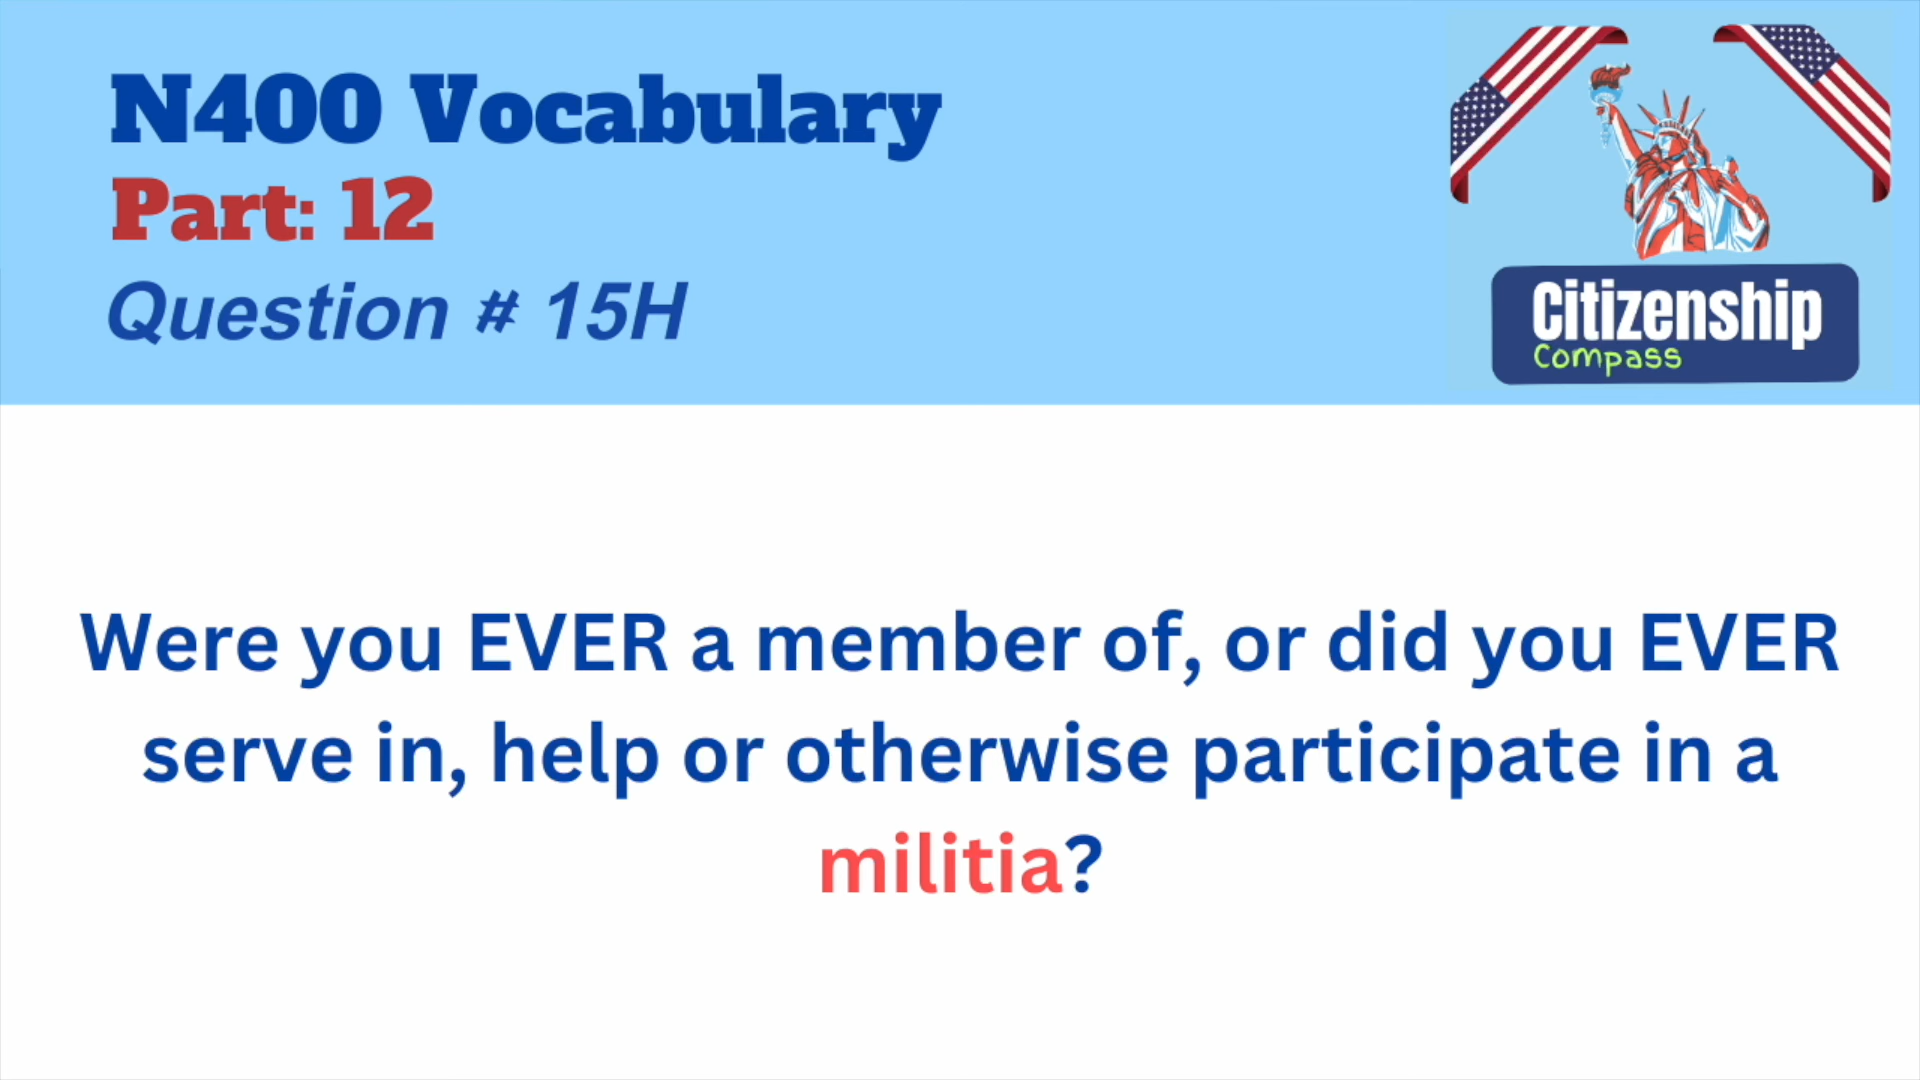 N400 Vocabulary
Part: 12
Question # 15H
Citizenship
Compass
Were you EVER a member of, or did you EVER
serve in, help or otherwise participate in a
militia?